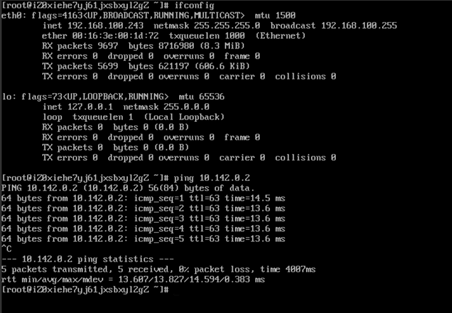 [root@iZ0xiehe7yj61jxsbxyl2gZ ~]# ifconfig
eth0: flags=4163<UP,BROADCAST,RUNNING,MULTICAST>  mtu 1500
        inet 192.168.100.243  netmask 255.255.255.0  broadcast 192.168.100.255
        ether 00:16:3e:00:1d:72  txqueuelen 1000  (Ethernet)
        RX packets 9697  bytes 8716980 (8.3 MiB)
        RX errors 0  dropped 0  overruns 0  frame 0
        TX packets 5699  bytes 621197 (606.6 KiB)
        TX errors 0  dropped 0 overruns 0  carrier 0  collisions 0
lo: flags=73<UP,LOOPBACK,RUNNING>  mtu 65536
        inet 127.0.0.1  netmask 255.0.0.0
        loop  txqueuelen 1  (Local Loopback)
        RX packets 0  bytes 0 (0.0 B)
        RX errors 0  dropped 0  overruns 0  frame 0
        TX packets 0  bytes 0 (0.0 B)
        TX errors 0  dropped 0 overruns 0  carrier 0  collisions 0
[root@iZ0xiehe7yj61jxsbxyl2gZ ~]# ping 10.142.0.2
PING 10.142.0.2 (10.142.0.2) 56(84) bytes of data.
64 bytes from 10.142.0.2: icmp_seq=1 ttl=63 time=14.5 ms
64 bytes from 10.142.0.2: icmp_seq=2 ttl=63 time=13.6 ms
64 bytes from 10.142.0.2: icmp_seq=3 ttl=63 time=13.6 ms
64 bytes from 10.142.0.2: icmp_seq=4 ttl=63 time=13.6 ms
64 bytes from 10.142.0.2: icmp_seq=5 ttl=63 time=13.6 ms
^C
--- 10.142.0.2 ping statistics ---
5 packets transmitted, 5 received, 0% packet loss, time 4007ms
rtt min/avg/max/mdev = 13.607/13.827/14.594/0.383 ms
[root@iZ0xiehe7yj61jxsbxyl2gZ ~]#